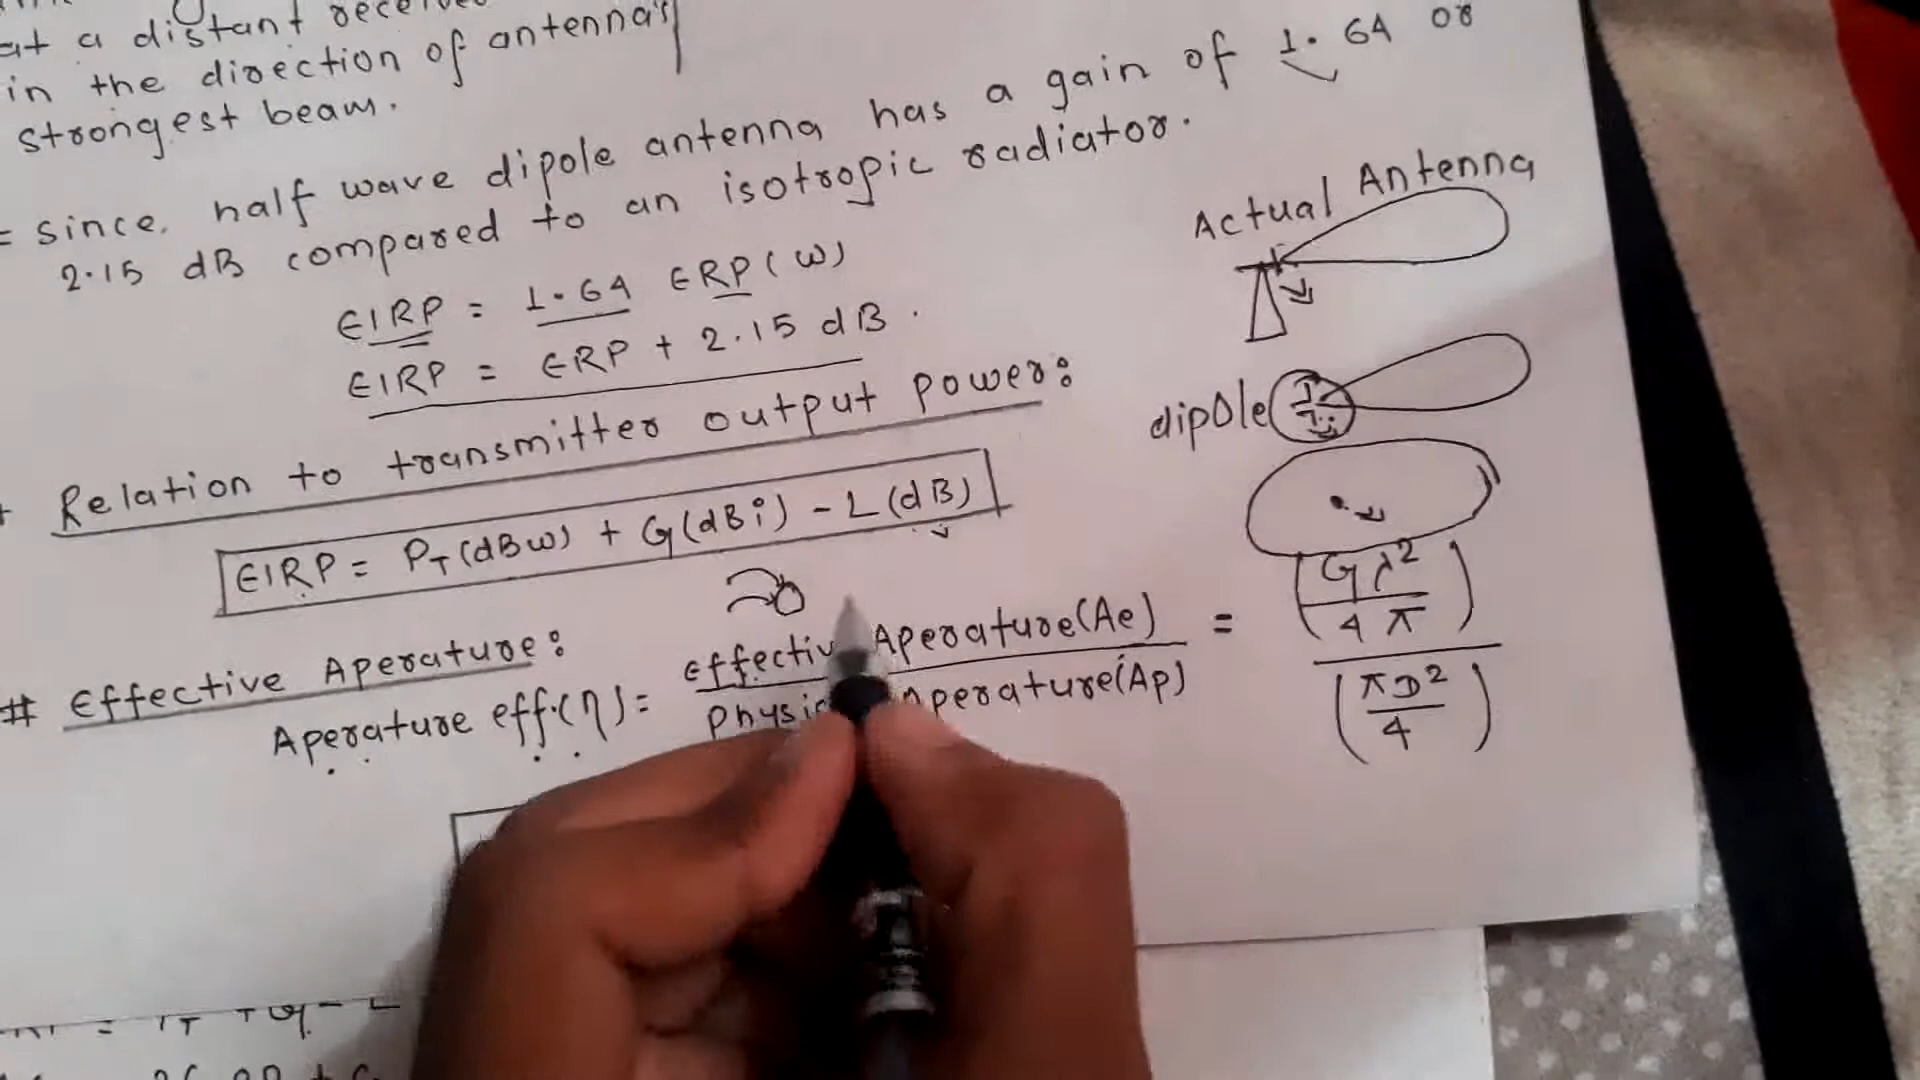 at a distant
in the direction of antenna's
strongest beam.
= since, half wave dipole antenna has a gain of 1.64 or
2.15 dB compared to an isotropic radiator.
EIRP = 1.64 ERP(W)
EIRP = ERP + 2.15 dB.
Relation to transmitter output power:
EIRP = PT(dBW) + G(dBi) - L(dB)
# Effective Aperature:
Aperature eff.(η) = Effective Aperature(Ae) / Aperature(Ap) = (Gλ²/4π) / (πD²/4)
Actual Antenna
dipole